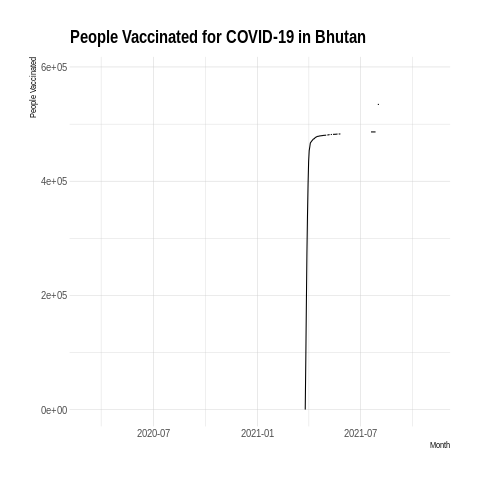 People Vaccinated for COVID-19 in Bhutan
People Vaccinated
6e+05
4e+05
2e+05
0e+00
2020-07 2021-01 2021-07
Month